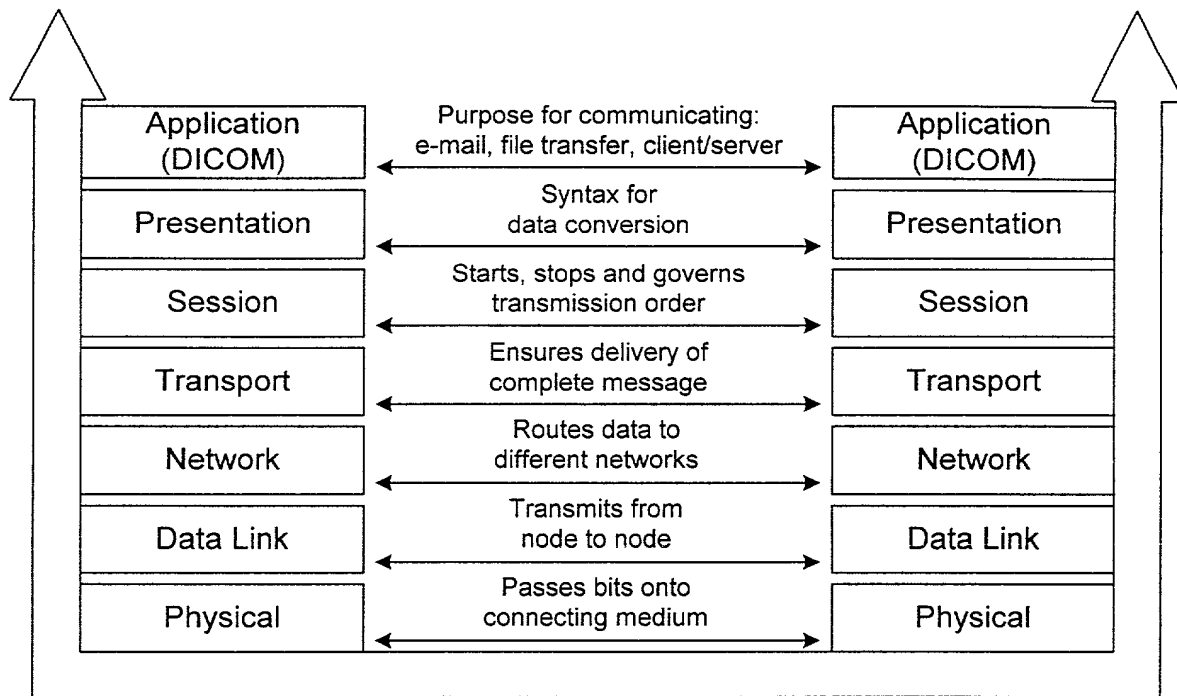 Application
(DICOM)
Purpose for communicating:
e-mail, file transfer, client/server
Application
(DICOM)
Presentation
Syntax for
data conversion
Presentation
Session
Starts, stops and governs
transmission order
Session
Transport
Ensures delivery of
complete message
Transport
Network
Routes data to
different networks
Network
Data Link
Transmits from
node to node
Data Link
Physical
Passes bits onto
connecting medium
Physical